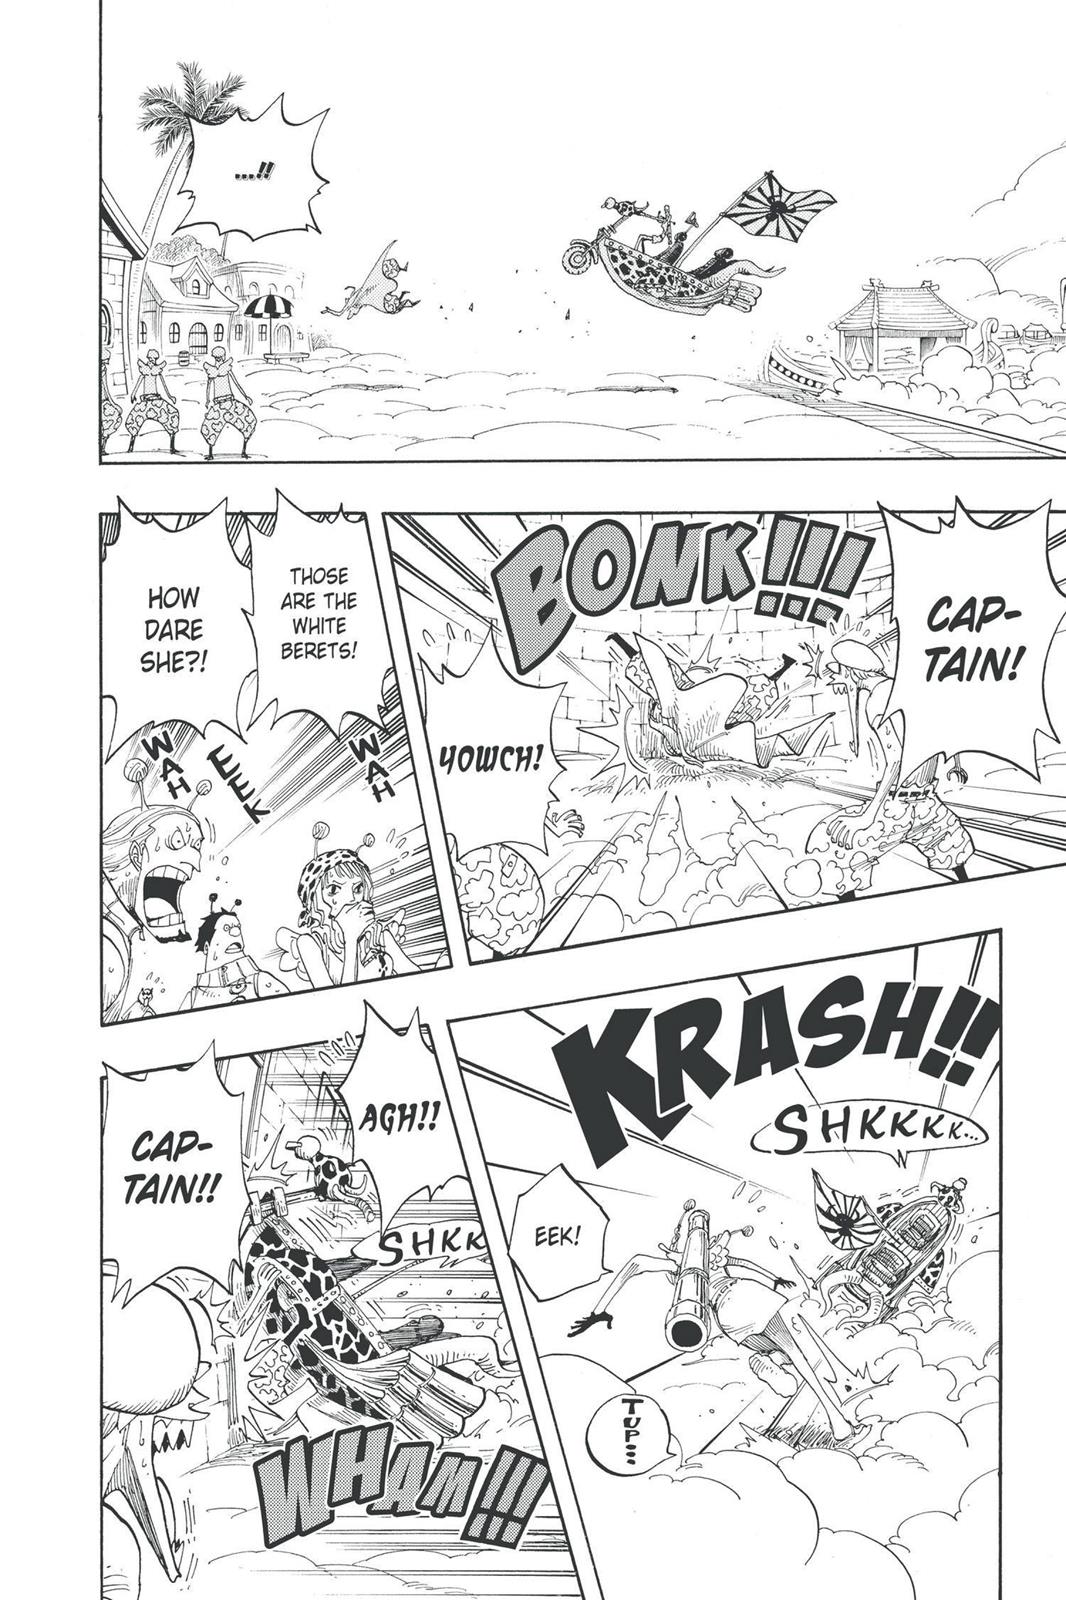 ...!!
CAP-
TAIN!
BONK!!!
YOWCH!
THOSE
ARE THE
WHITE
BERETS!
HOW
DARE
SHE?!
WAH
EEK
WAH
KRASH!!
SHKKKK...
EEK!
TUP...
AGH!!
SHKK
CAP-
TAIN!!
WHAM!!!